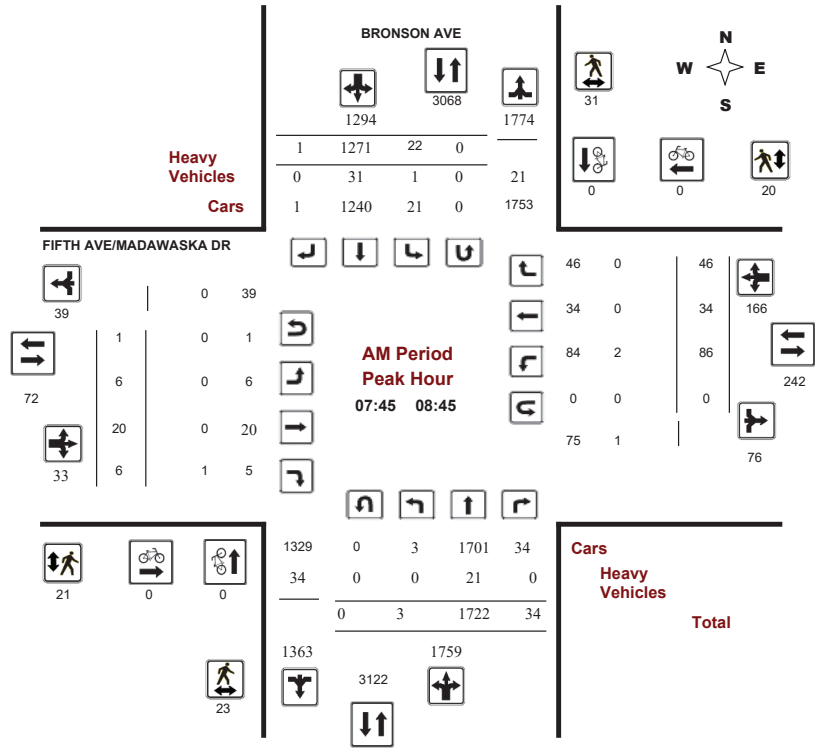 BRONSON AVE
N
W E
S
3068
31
1294 1774
1 1271 22 0
Heavy
Vehicles
0 31 1 0 21
Cars
1 1240 21 0 1753
0 0 20
FIFTH AVE/MADAWASKA DR
39
0 39
46 0 46
166
34 0 34
1 0 1
72
AM Period
Peak Hour
07:45 08:45
84 2 86
242
6 0 6
0 0 0
20 0 20
75 1
76
33
6 1 5
1329 0 3 1701 34
Cars
34 0 0 21 0
Heavy
Vehicles
21 0 0
0 3 1722 34
Total
1363 1759
3122
23